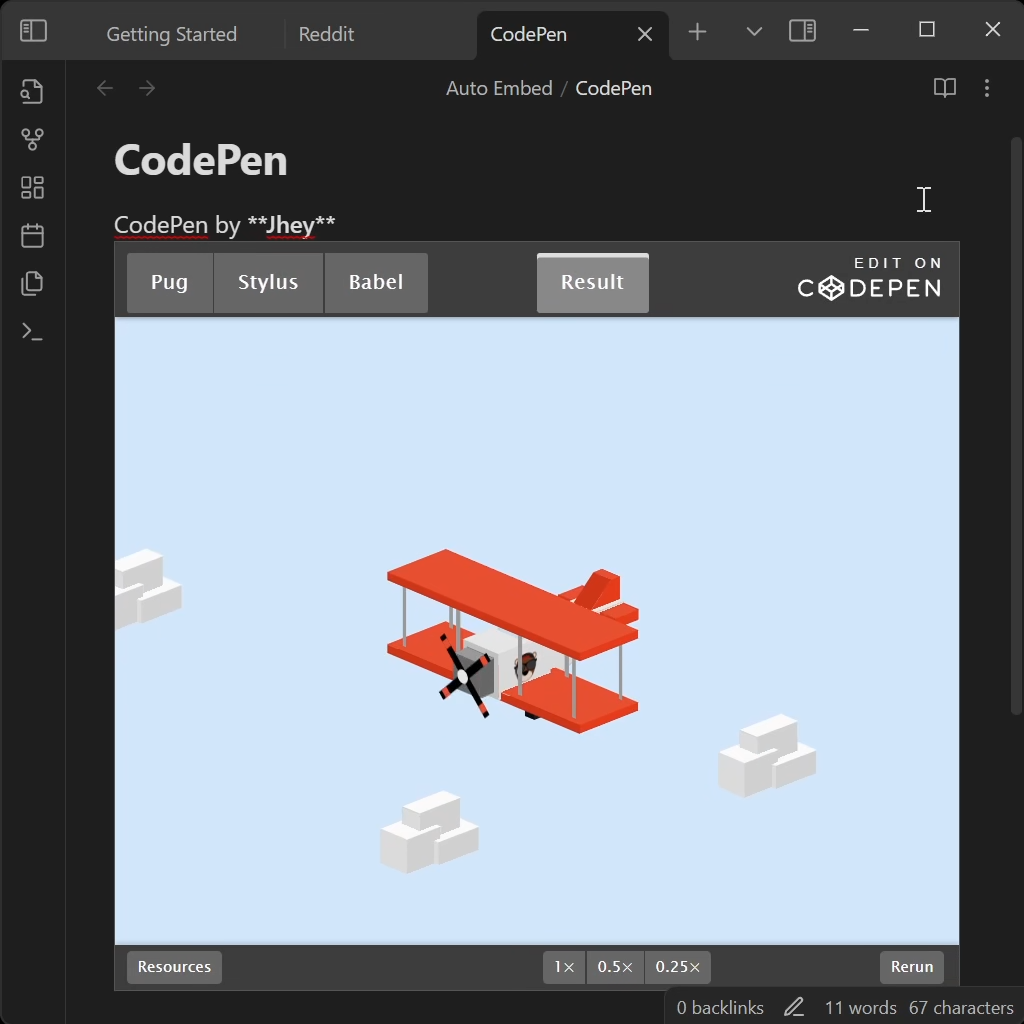 Getting Started Reddit CodePen
Auto Embed / CodePen
CodePen
CodePen by **Jhey**
Pug Stylus Babel Result
EDIT ON
CODEPEN
Resources 1× 0.5× 0.25× Rerun
0 backlinks 11 words 67 characters